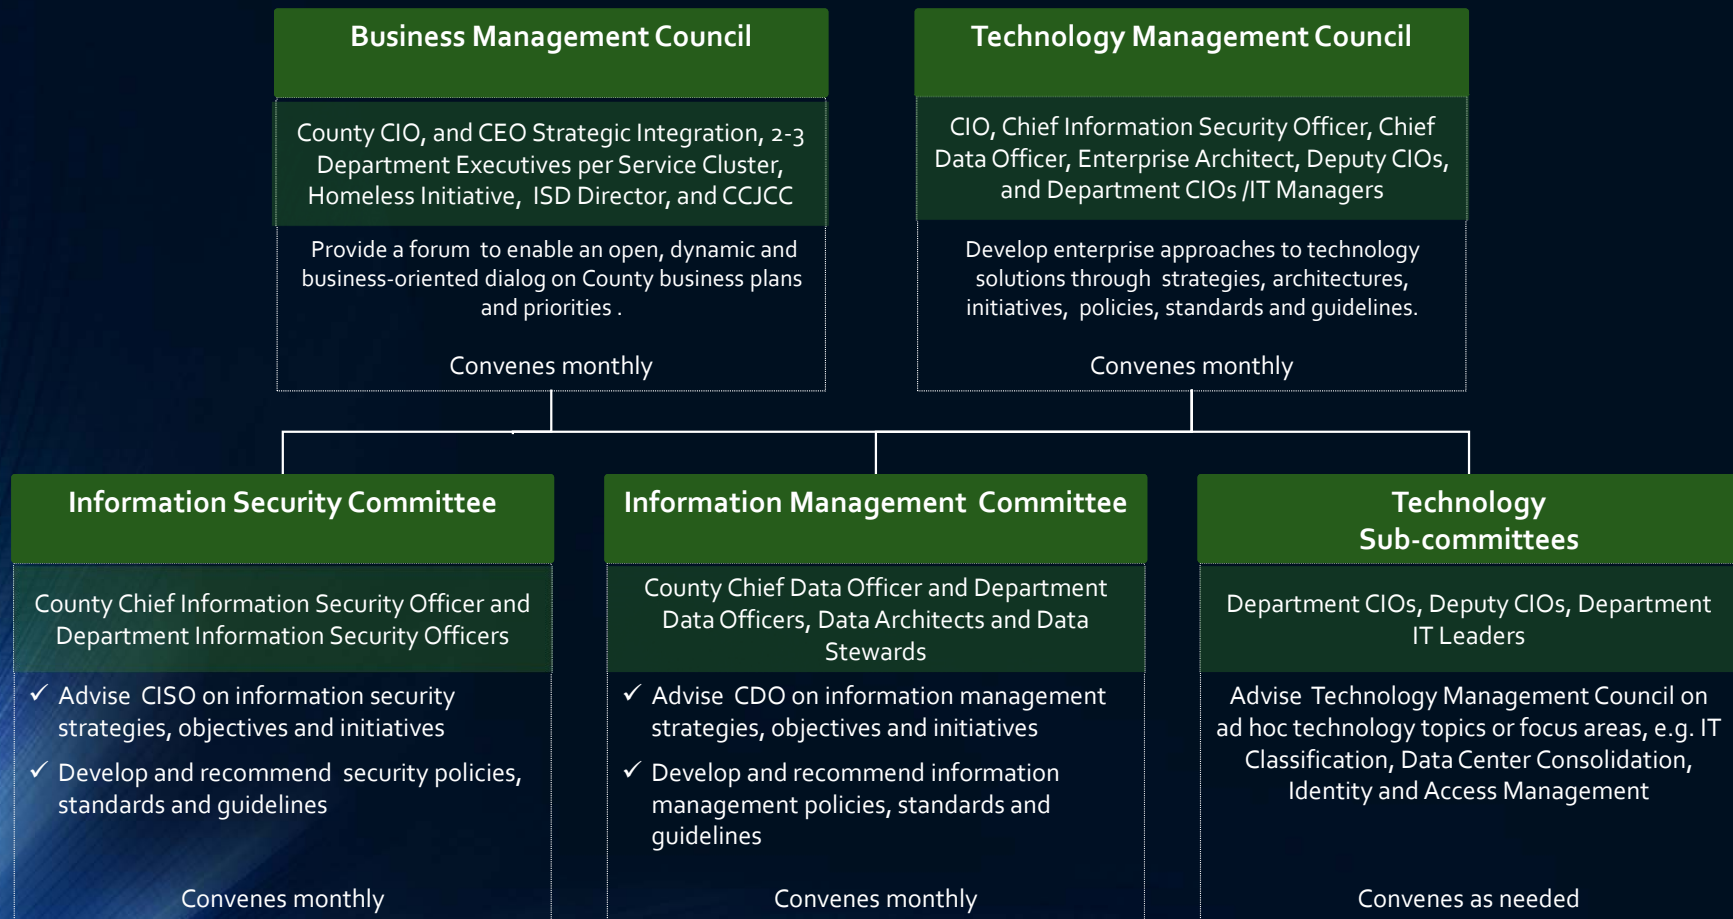 Business Management Council
County CIO, and CEO Strategic Integration, 2-3
Department Executives per Service Cluster,
Homeless Initiative, ISD Director, and CCJCC
Provide a forum to enable an open, dynamic and
business-oriented dialog on County business plans
and priorities .
Convenes monthly
Technology Management Council
CIO, Chief Information Security Officer, Chief
Data Officer, Enterprise Architect, Deputy CIOs,
and Department CIOs /IT Managers
Develop enterprise approaches to technology
solutions through strategies, architectures,
initiatives, policies, standards and guidelines.
Convenes monthly
Information Security Committee
County Chief Information Security Officer and
Department Information Security Officers
✓ Advise CISO on information security
strategies, objectives and initiatives
✓ Develop and recommend security policies,
standards and guidelines
Convenes monthly
Information Management Committee
County Chief Data Officer and Department
Data Officers, Data Architects and Data
Stewards
✓ Advise CDO on information management
strategies, objectives and initiatives
✓ Develop and recommend information
management policies, standards and
guidelines
Convenes monthly
Technology
Sub-committees
Department CIOs, Deputy CIOs, Department
IT Leaders
Advise Technology Management Council on
ad hoc technology topics or focus areas, e.g. IT
Classification, Data Center Consolidation,
Identity and Access Management
Convenes as needed